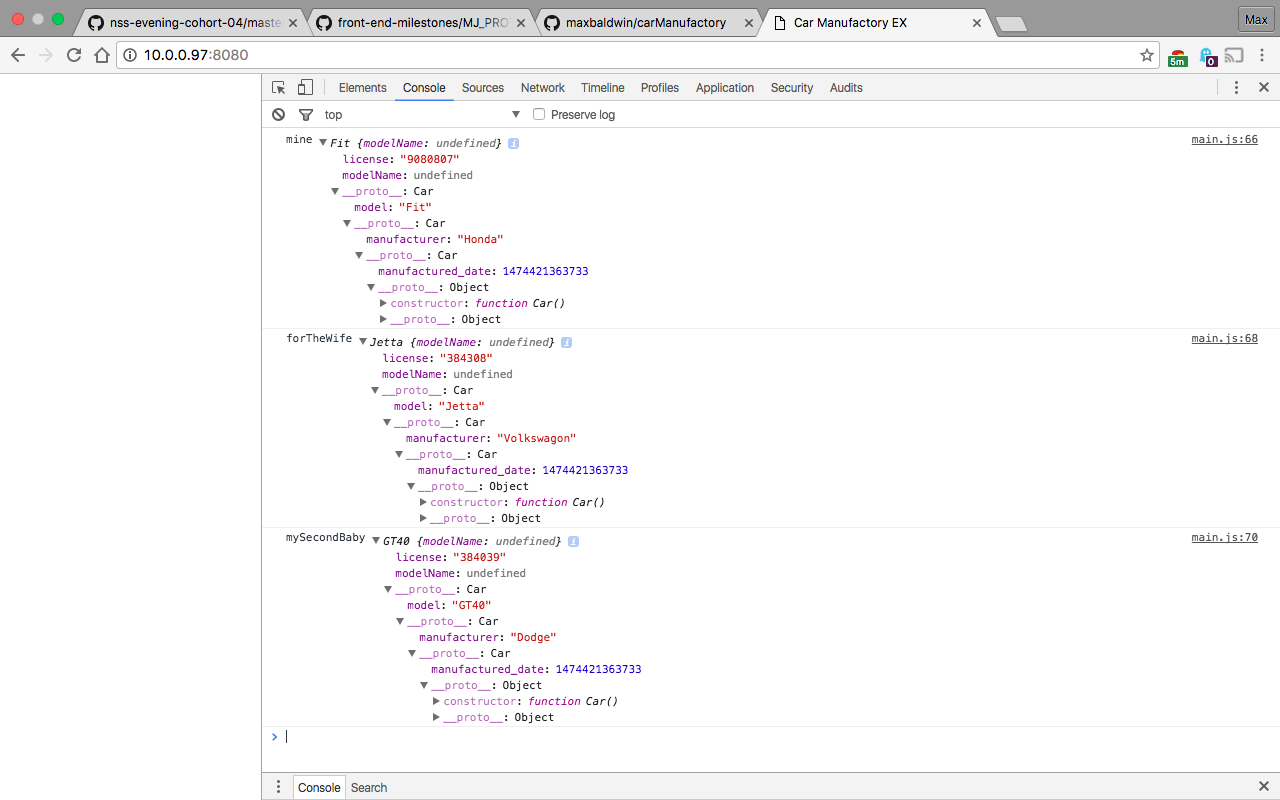 nss-evening-cohort-04/maste
front-end-milestones/MJ_PRO
maxbaldwin/carManufactory
Car Manufactory EX
Max
10.0.0.97:8080
5m
0
Elements Console Sources Network Timeline Profiles Application Security Audits
top
Preserve log
mine Fit {modelName: undefined} i main.js:66
license: "9080807"
modelName: undefined
__proto__: Car
model: "Fit"
__proto__: Car
manufacturer: "Honda"
__proto__: Car
manufactured_date: 1474421363733
__proto__: Object
constructor: function Car()
__proto__: Object
forTheWife Jetta {modelName: undefined} i main.js:68
license: "384308"
modelName: undefined
__proto__: Car
model: "Jetta"
__proto__: Car
manufacturer: "Volkswagon"
__proto__: Car
manufactured_date: 1474421363733
__proto__: Object
constructor: function Car()
__proto__: Object
mySecondBaby GT40 {modelName: undefined} i main.js:70
license: "384039"
modelName: undefined
__proto__: Car
model: "GT40"
__proto__: Car
manufacturer: "Dodge"
__proto__: Car
manufactured_date: 1474421363733
__proto__: Object
constructor: function Car()
__proto__: Object
Console Search